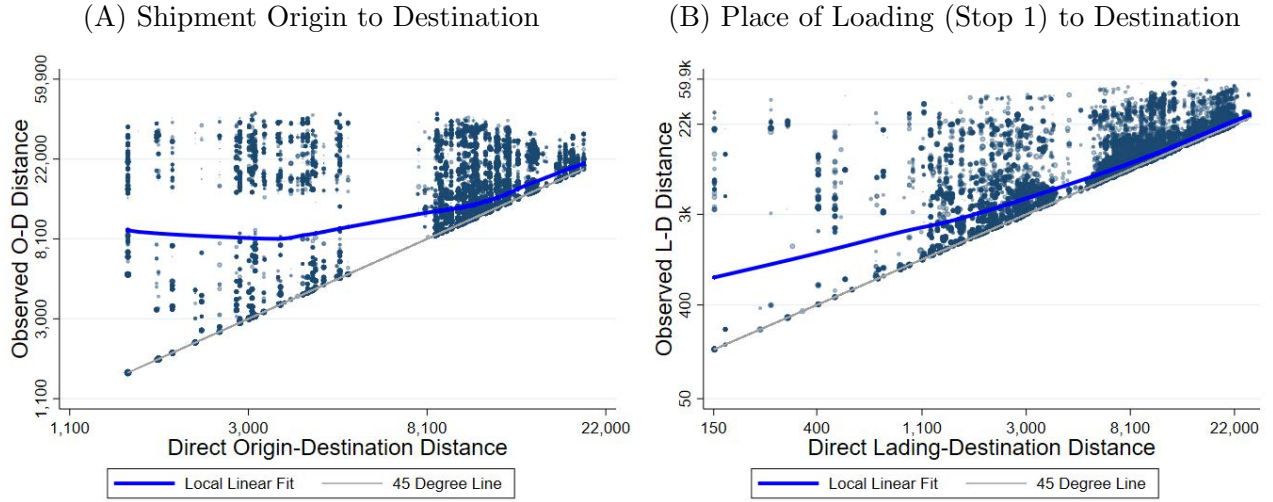 (A) Shipment Origin to Destination
59,900
22,000
8,100
3,000
1,100
Observed O-D Distance
1,100 3,000 8,100 22,000
Direct Origin-Destination Distance
Local Linear Fit 45 Degree Line
(B) Place of Loading (Stop 1) to Destination
59.9k
22k
3k
400
50
Observed L-D Distance
150 400 1,100 3,000 8,100 22,000
Direct Lading-Destination Distance
Local Linear Fit 45 Degree Line